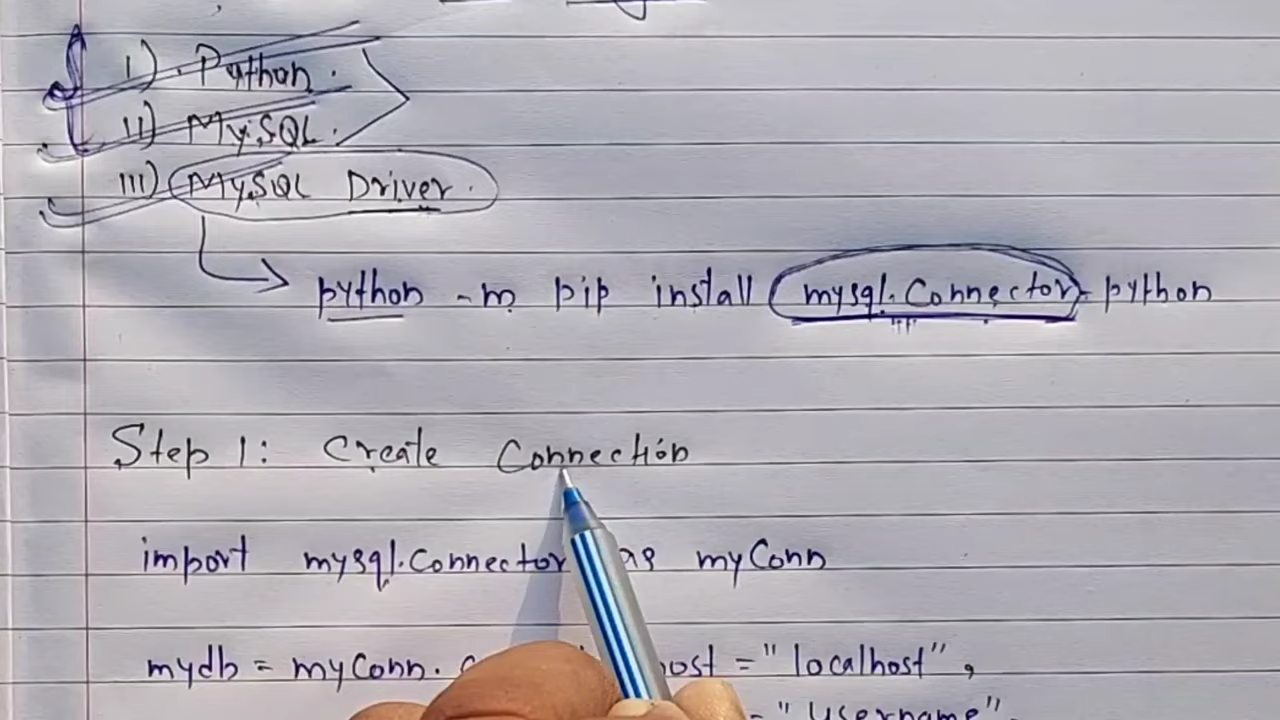 I) . Python .
II) MySQL .
III) MySQL Driver .
python -m pip install mysql.Connector-python
Step 1: Create Connection
import mysql.Connector as myConn
mydb = myConn. host = "localhost",
= "Username",